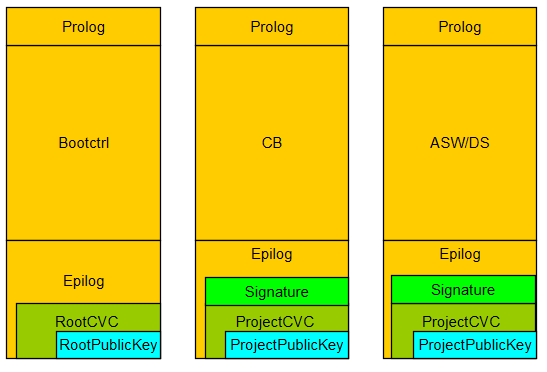 Prolog
Bootctrl
Epilog
RootCVC
RootPublicKey
Prolog
CB
Epilog
Signature
ProjectCVC
ProjectPublicKey
Prolog
ASW/DS
Epilog
Signature
ProjectCVC
ProjectPublicKey